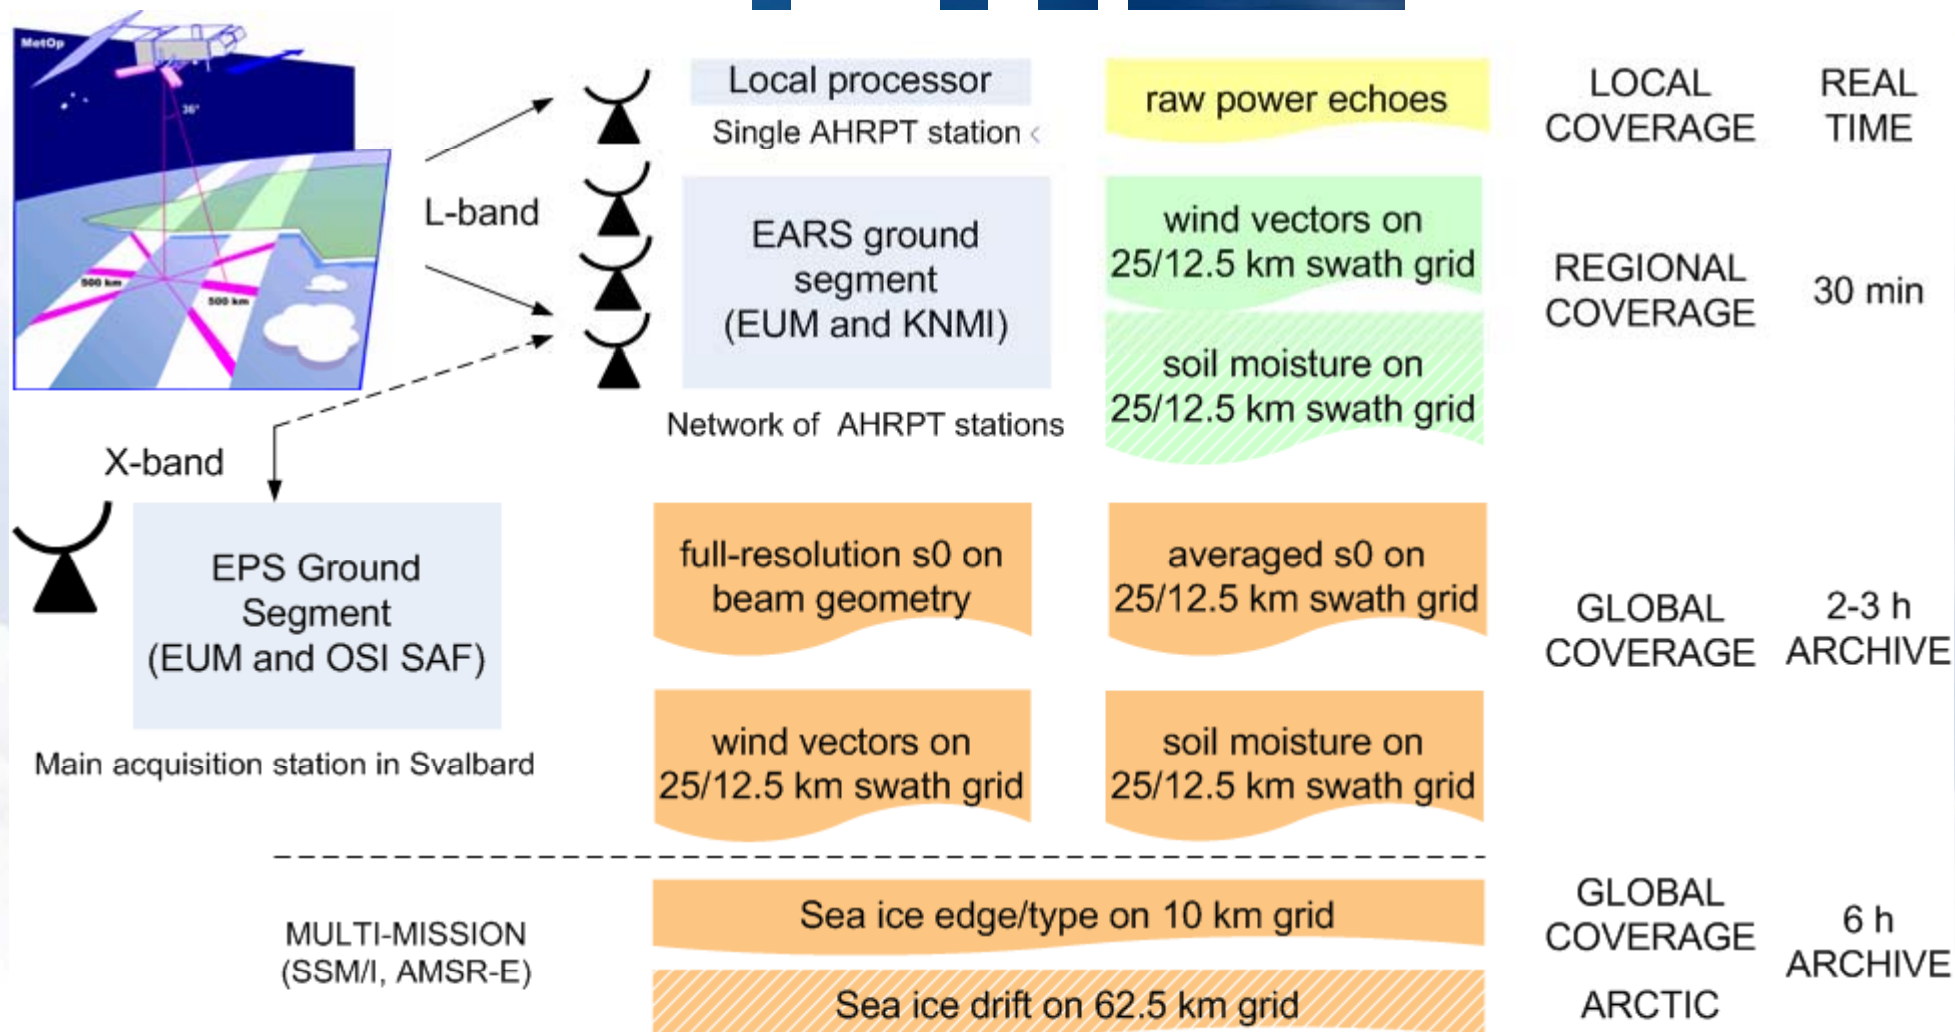 MetOp
36°
500 km
500 km
L-band
Local processor
Single AHRPT station
raw power echoes
LOCAL
COVERAGE
REAL
TIME
EARS ground
segment
(EUM and KNMI)
Network of AHRPT stations
wind vectors on
25/12.5 km swath grid
soil moisture on
25/12.5 km swath grid
REGIONAL
COVERAGE
30 min
X-band
EPS Ground
Segment
(EUM and OSI SAF)
Main acquisition station in Svalbard
full-resolution s0 on
beam geometry
averaged s0 on
25/12.5 km swath grid
wind vectors on
25/12.5 km swath grid
soil moisture on
25/12.5 km swath grid
GLOBAL
COVERAGE
2-3 h
ARCHIVE
MULTI-MISSION
(SSM/I, AMSR-E)
Sea ice edge/type on 10 km grid
Sea ice drift on 62.5 km grid
GLOBAL
COVERAGE
ARCTIC
6 h
ARCHIVE